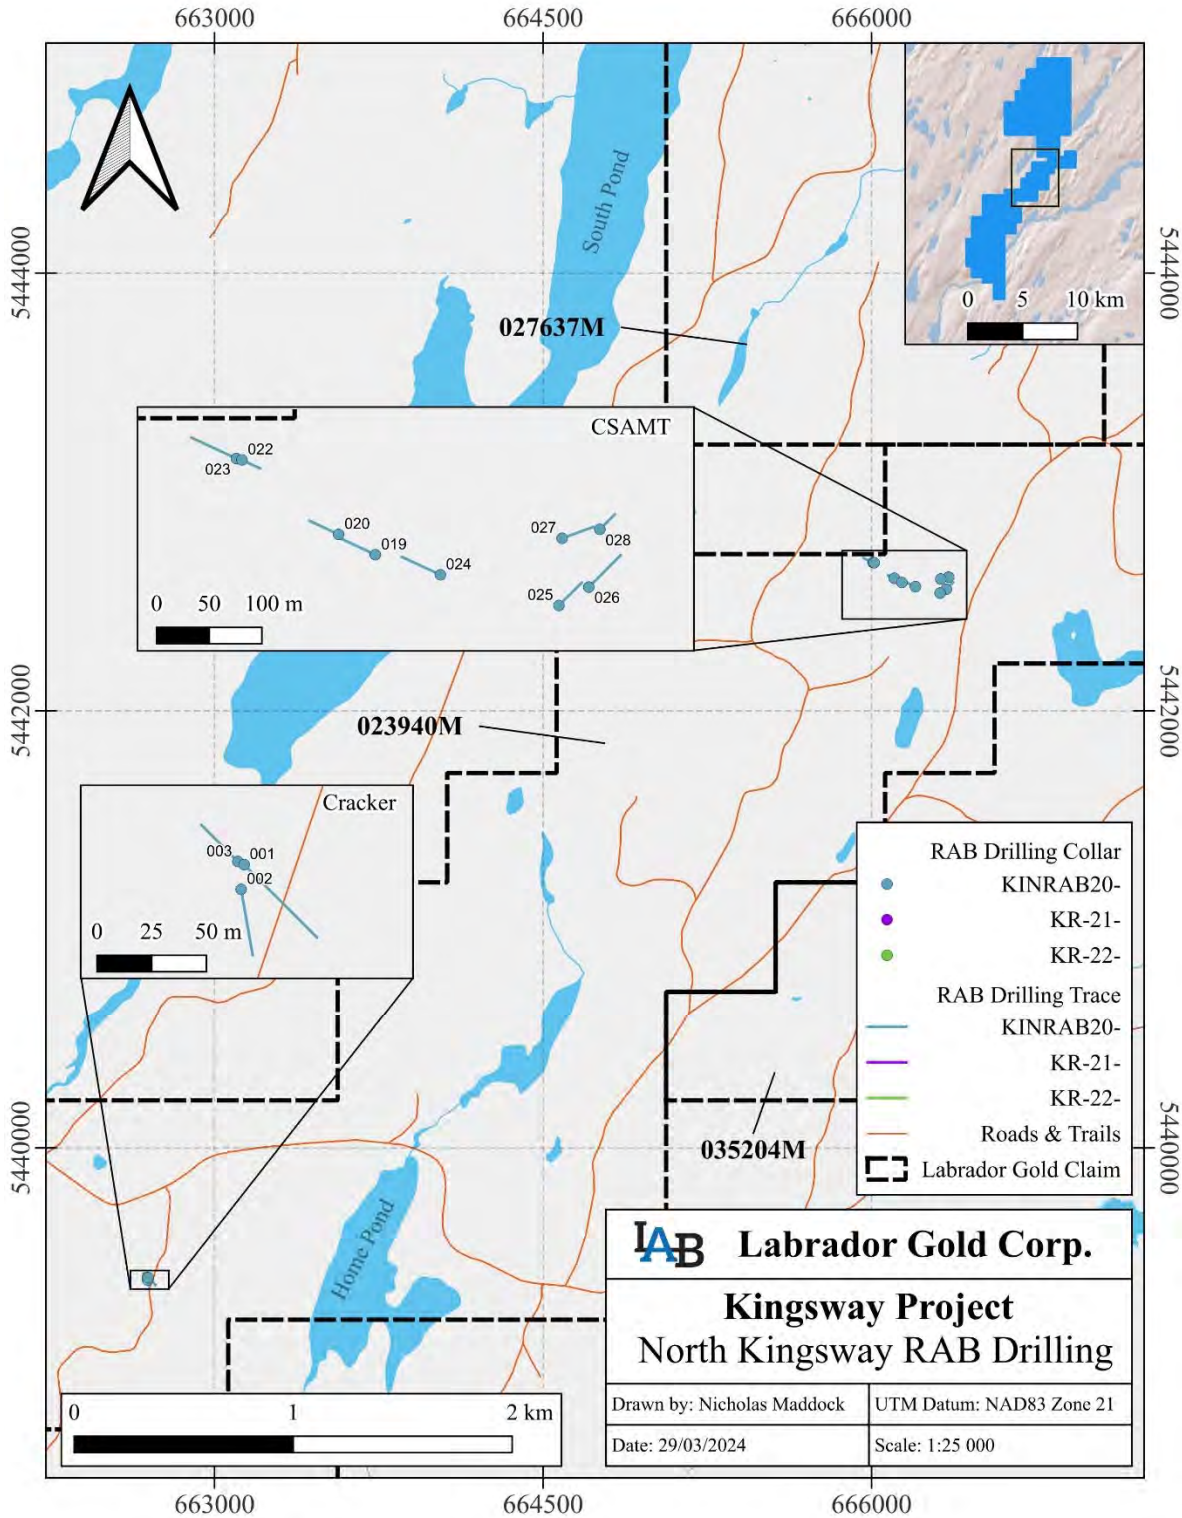 663000
664500
666000
5444000
South Pond
0
5
10 km
5444000
027637M
CSAMT
022
023
020
019
024
027
028
025
026
0
50
100 m
5442000
023940M
5442000
Cracker
003
001
002
0
25
50 m
RAB Drilling Collar
KINRAB20-
KR-21-
KR-22-
RAB Drilling Trace
KINRAB20-
KR-21-
KR-22-
Roads & Trails
Labrador Gold Claim
5440000
035204M
5440000
Home Pond
LAB
Labrador Gold Corp.
Kingsway Project
North Kingsway RAB Drilling
Drawn by: Nicholas Maddock
UTM Datum: NAD83 Zone 21
Date: 29/03/2024
Scale: 1:25 000
0
1
2 km
663000
664500
666000